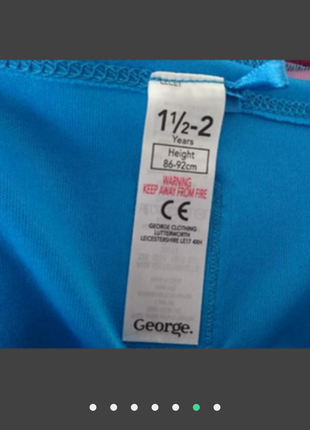 1½-2
Years
Height
86-92cm
WARNING
KEEP AWAY FROM FIRE
CE
GEORGE CLOTHING
LUTTERWORTH
LEICESTERSHIRE LE17 4XH
George.